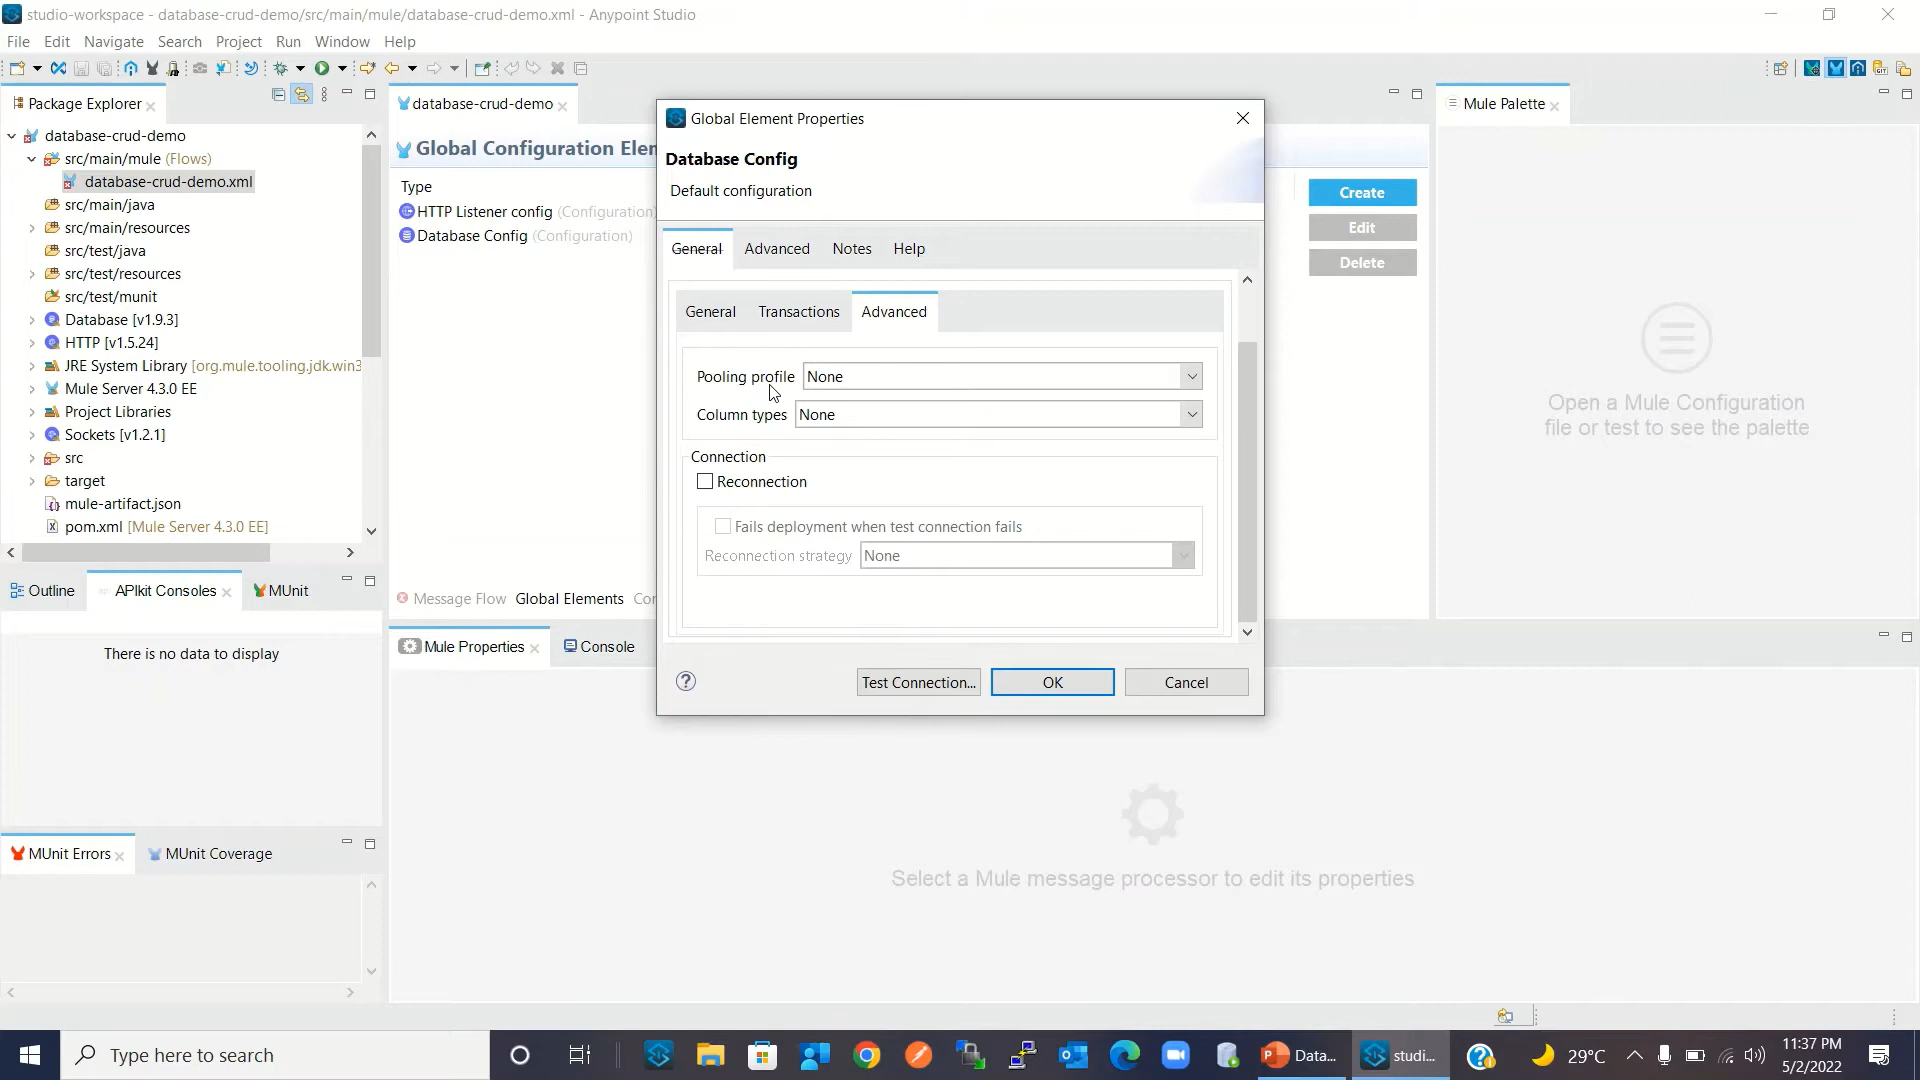 studio-workspace - database-crud-demo/src/main/mule/database-crud-demo.xml - Anypoint Studio
File Edit Navigate Search Project Run Window Help
Package Explorer
database-crud-demo
src/main/mule (Flows)
database-crud-demo.xml
src/main/java
src/main/resources
src/test/java
src/test/resources
src/test/munit
Database [v1.9.3]
HTTP [v1.5.24]
JRE System Library [org.mule.tooling.jdk.win3
Mule Server 4.3.0 EE
Project Libraries
Sockets [v1.2.1]
src
target
mule-artifact.json
pom.xml [Mule Server 4.3.0 EE]
database-crud-demo
Global Configuration Elen
Type
HTTP Listener config (Configuration)
Database Config (Configuration)
Create
Edit
Delete
Message Flow Global Elements Cor
Global Element Properties
Database Config
Default configuration
General Advanced Notes Help
General Transactions Advanced
Pooling profile None
Column types None
Connection
Reconnection
Fails deployment when test connection fails
Reconnection strategy None
Test Connection... OK Cancel
Mule Palette
Open a Mule Configuration
file or test to see the palette
Outline APIkit Consoles MUnit
There is no data to display
Mule Properties Console
Select a Mule message processor to edit its properties
MUnit Errors MUnit Coverage
Type here to search
Data...
studi...
29°C
11:37 PM
5/2/2022